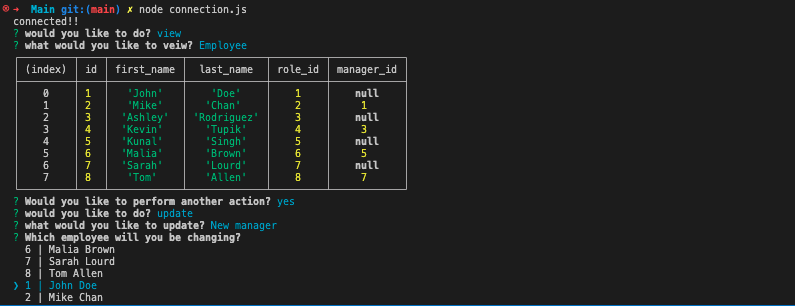 ⊗ → Main git:(main) ✗ node connection.js
connected!!
? would you like to do? view
? what would you like to veiw? Employee
(index) id first_name last_name role_id manager_id
0 1 'John' 'Doe' 1 null
1 2 'Mike' 'Chan' 2 1
2 3 'Ashley' 'Rodriguez' 3 null
3 4 'Kevin' 'Tupik' 4 3
4 5 'Kunal' 'Singh' 5 null
5 6 'Malia' 'Brown' 6 5
6 7 'Sarah' 'Lourd' 7 null
7 8 'Tom' 'Allen' 8 7
? Would you like to perform another action? yes
? would you like to do? update
? what would you like to update? New manager
? Which employee will you be changing?
6 | Malia Brown
7 | Sarah Lourd
8 | Tom Allen
❯ 1 | John Doe
2 | Mike Chan